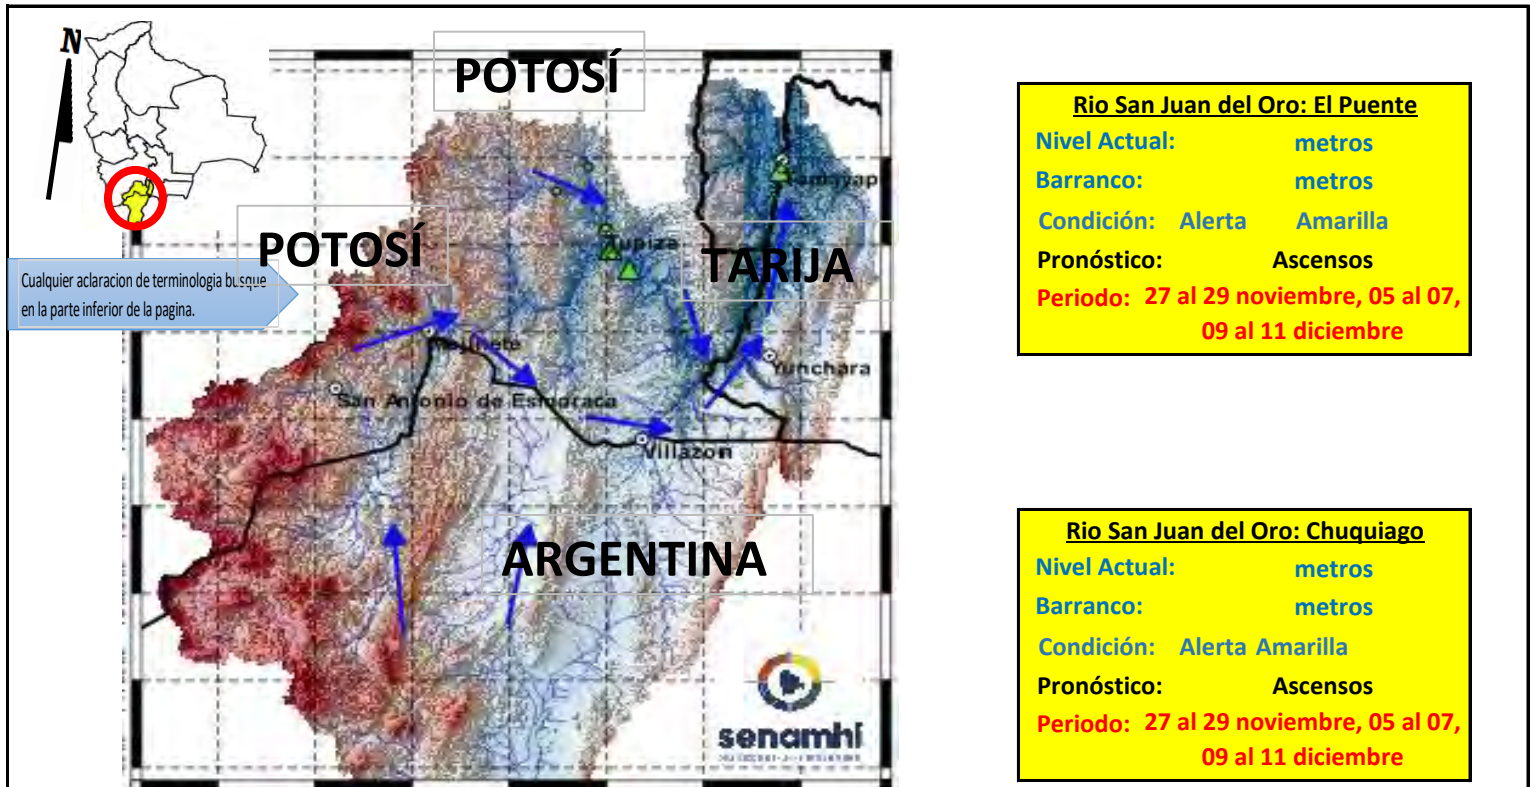 N
POTOSÍ
POTOSÍ
TARIJA
ARGENTINA
Cualquier aclaracion de terminologia busque
en la parte inferior de la pagina.
Tupiza
Yunchara
San Antonio de Esmoraca
Villazon
senamhi
Rio San Juan del Oro: El Puente
Nivel Actual: metros
Barranco: metros
Condición: Alerta Amarilla
Pronóstico: Ascensos
Periodo: 27 al 29 noviembre, 05 al 07,
09 al 11 diciembre
Rio San Juan del Oro: Chuquiago
Nivel Actual: metros
Barranco: metros
Condición: Alerta Amarilla
Pronóstico: Ascensos
Periodo: 27 al 29 noviembre, 05 al 07,
09 al 11 diciembre